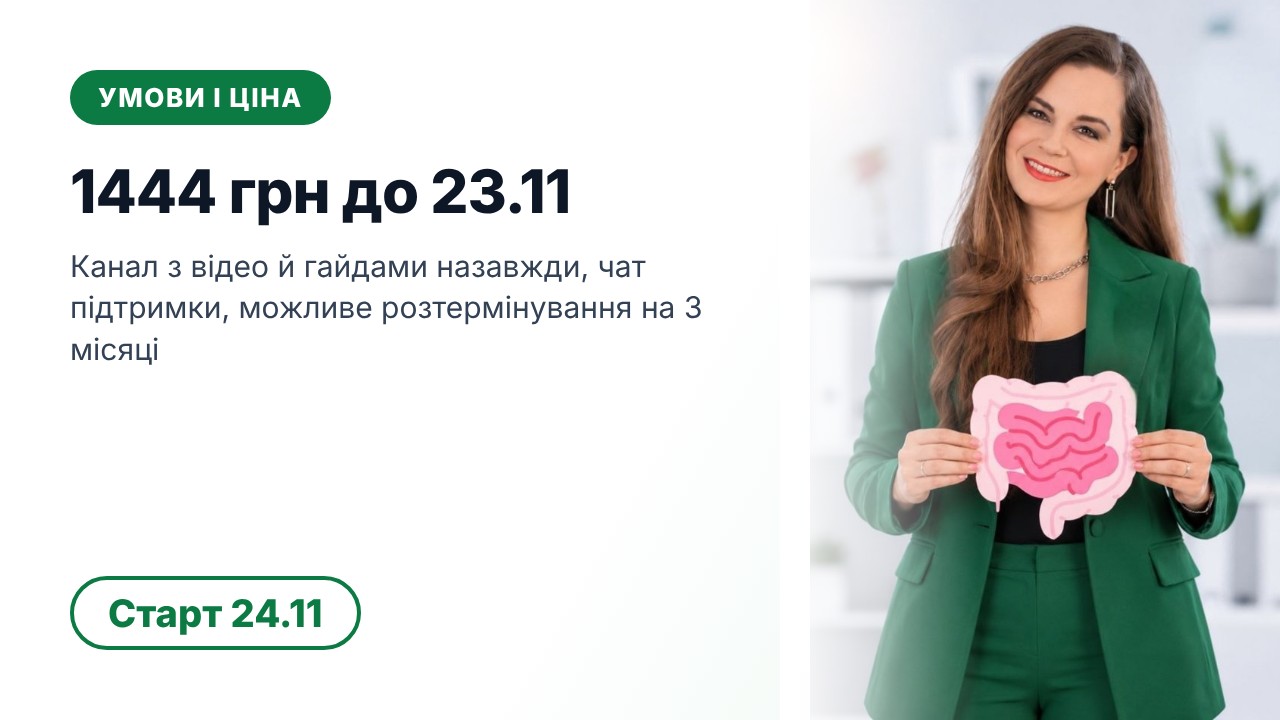 УМОВИ І ЦІНА
1444 грн до 23.11
Канал з відео й гайдами назавжди, чат
підтримки, можливе розтермінування на 3
місяці
Старт 24.11